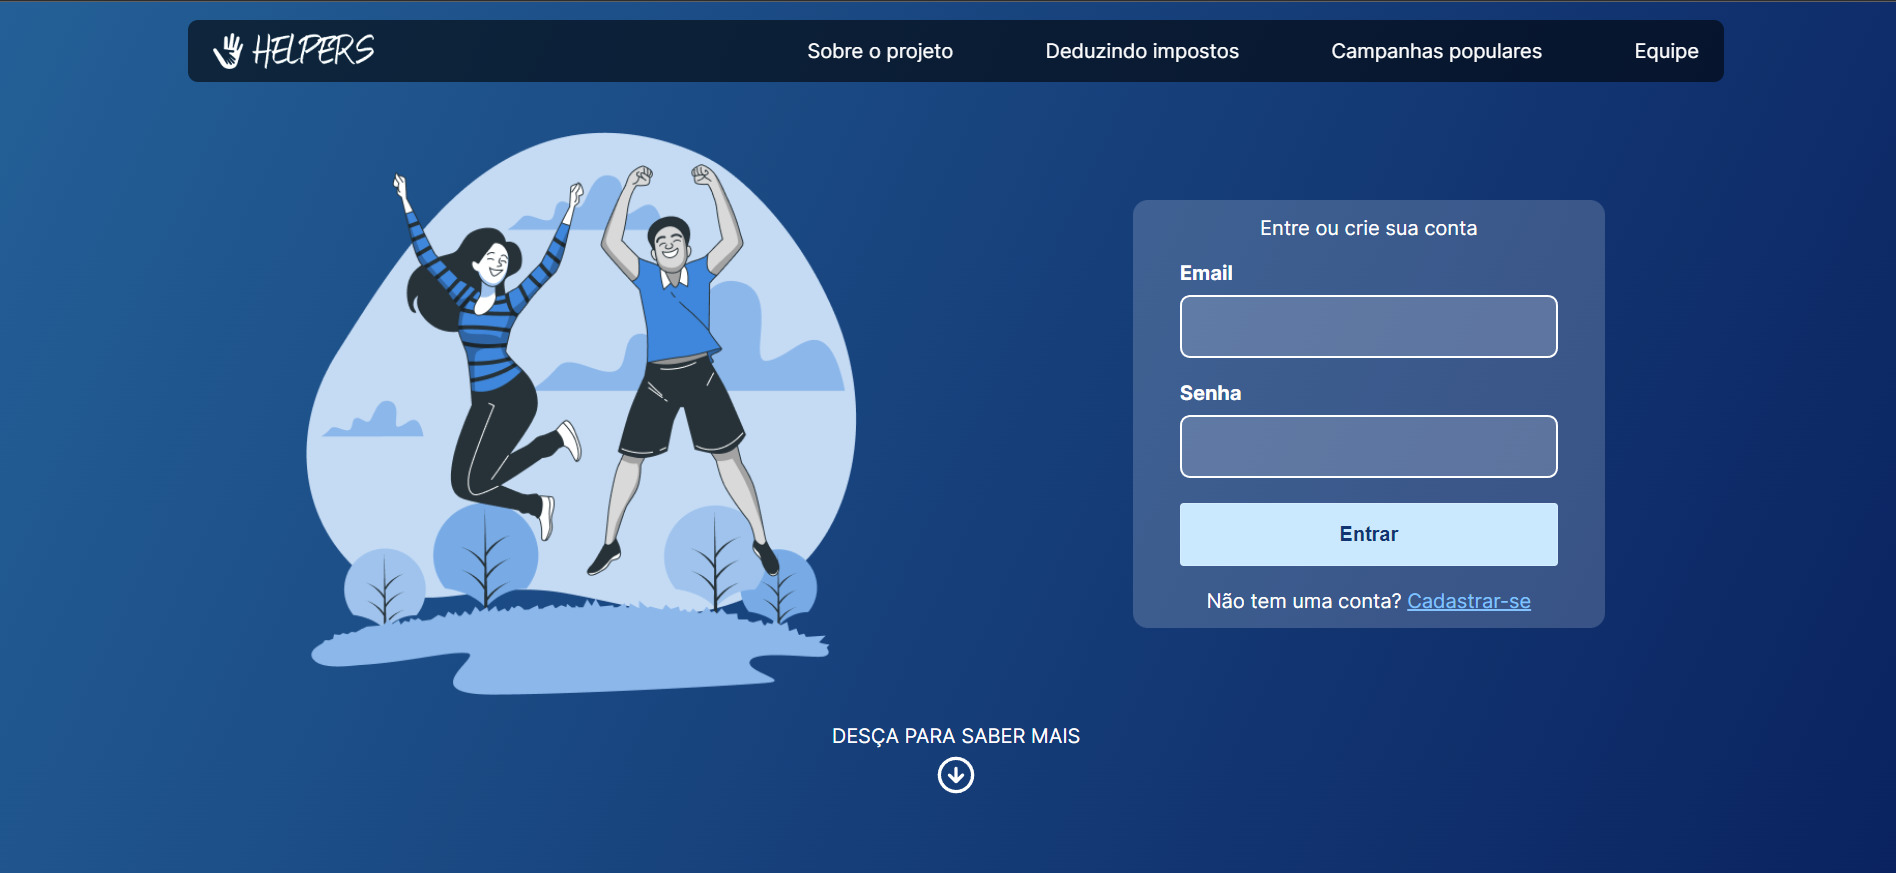 HELPERS
Sobre o projeto
Deduzindo impostos
Campanhas populares
Equipe
Entre ou crie sua conta
Email
Senha
Entrar
Não tem uma conta? Cadastrar-se
DESÇA PARA SABER MAIS